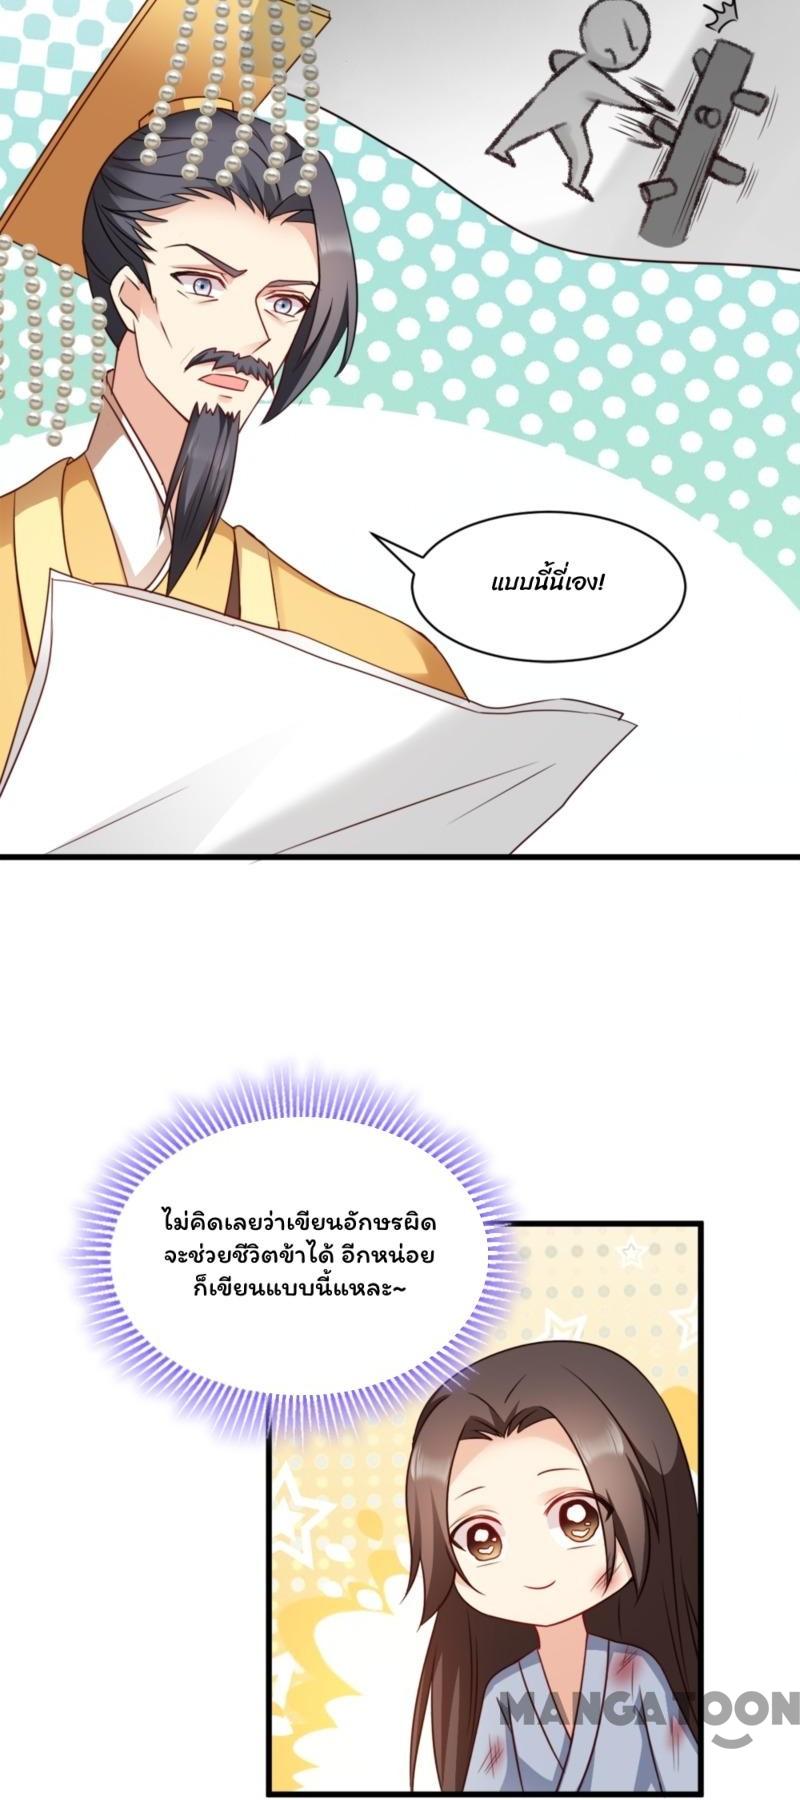 แบบนี้นี่เอง!
ไม่คิดเลยว่าเขียนอักษรผิด
จะช่วยชีวิตข้าได้ อีกหน่อย
ก็เขียนแบบนี้แหละ~
MANGATOON